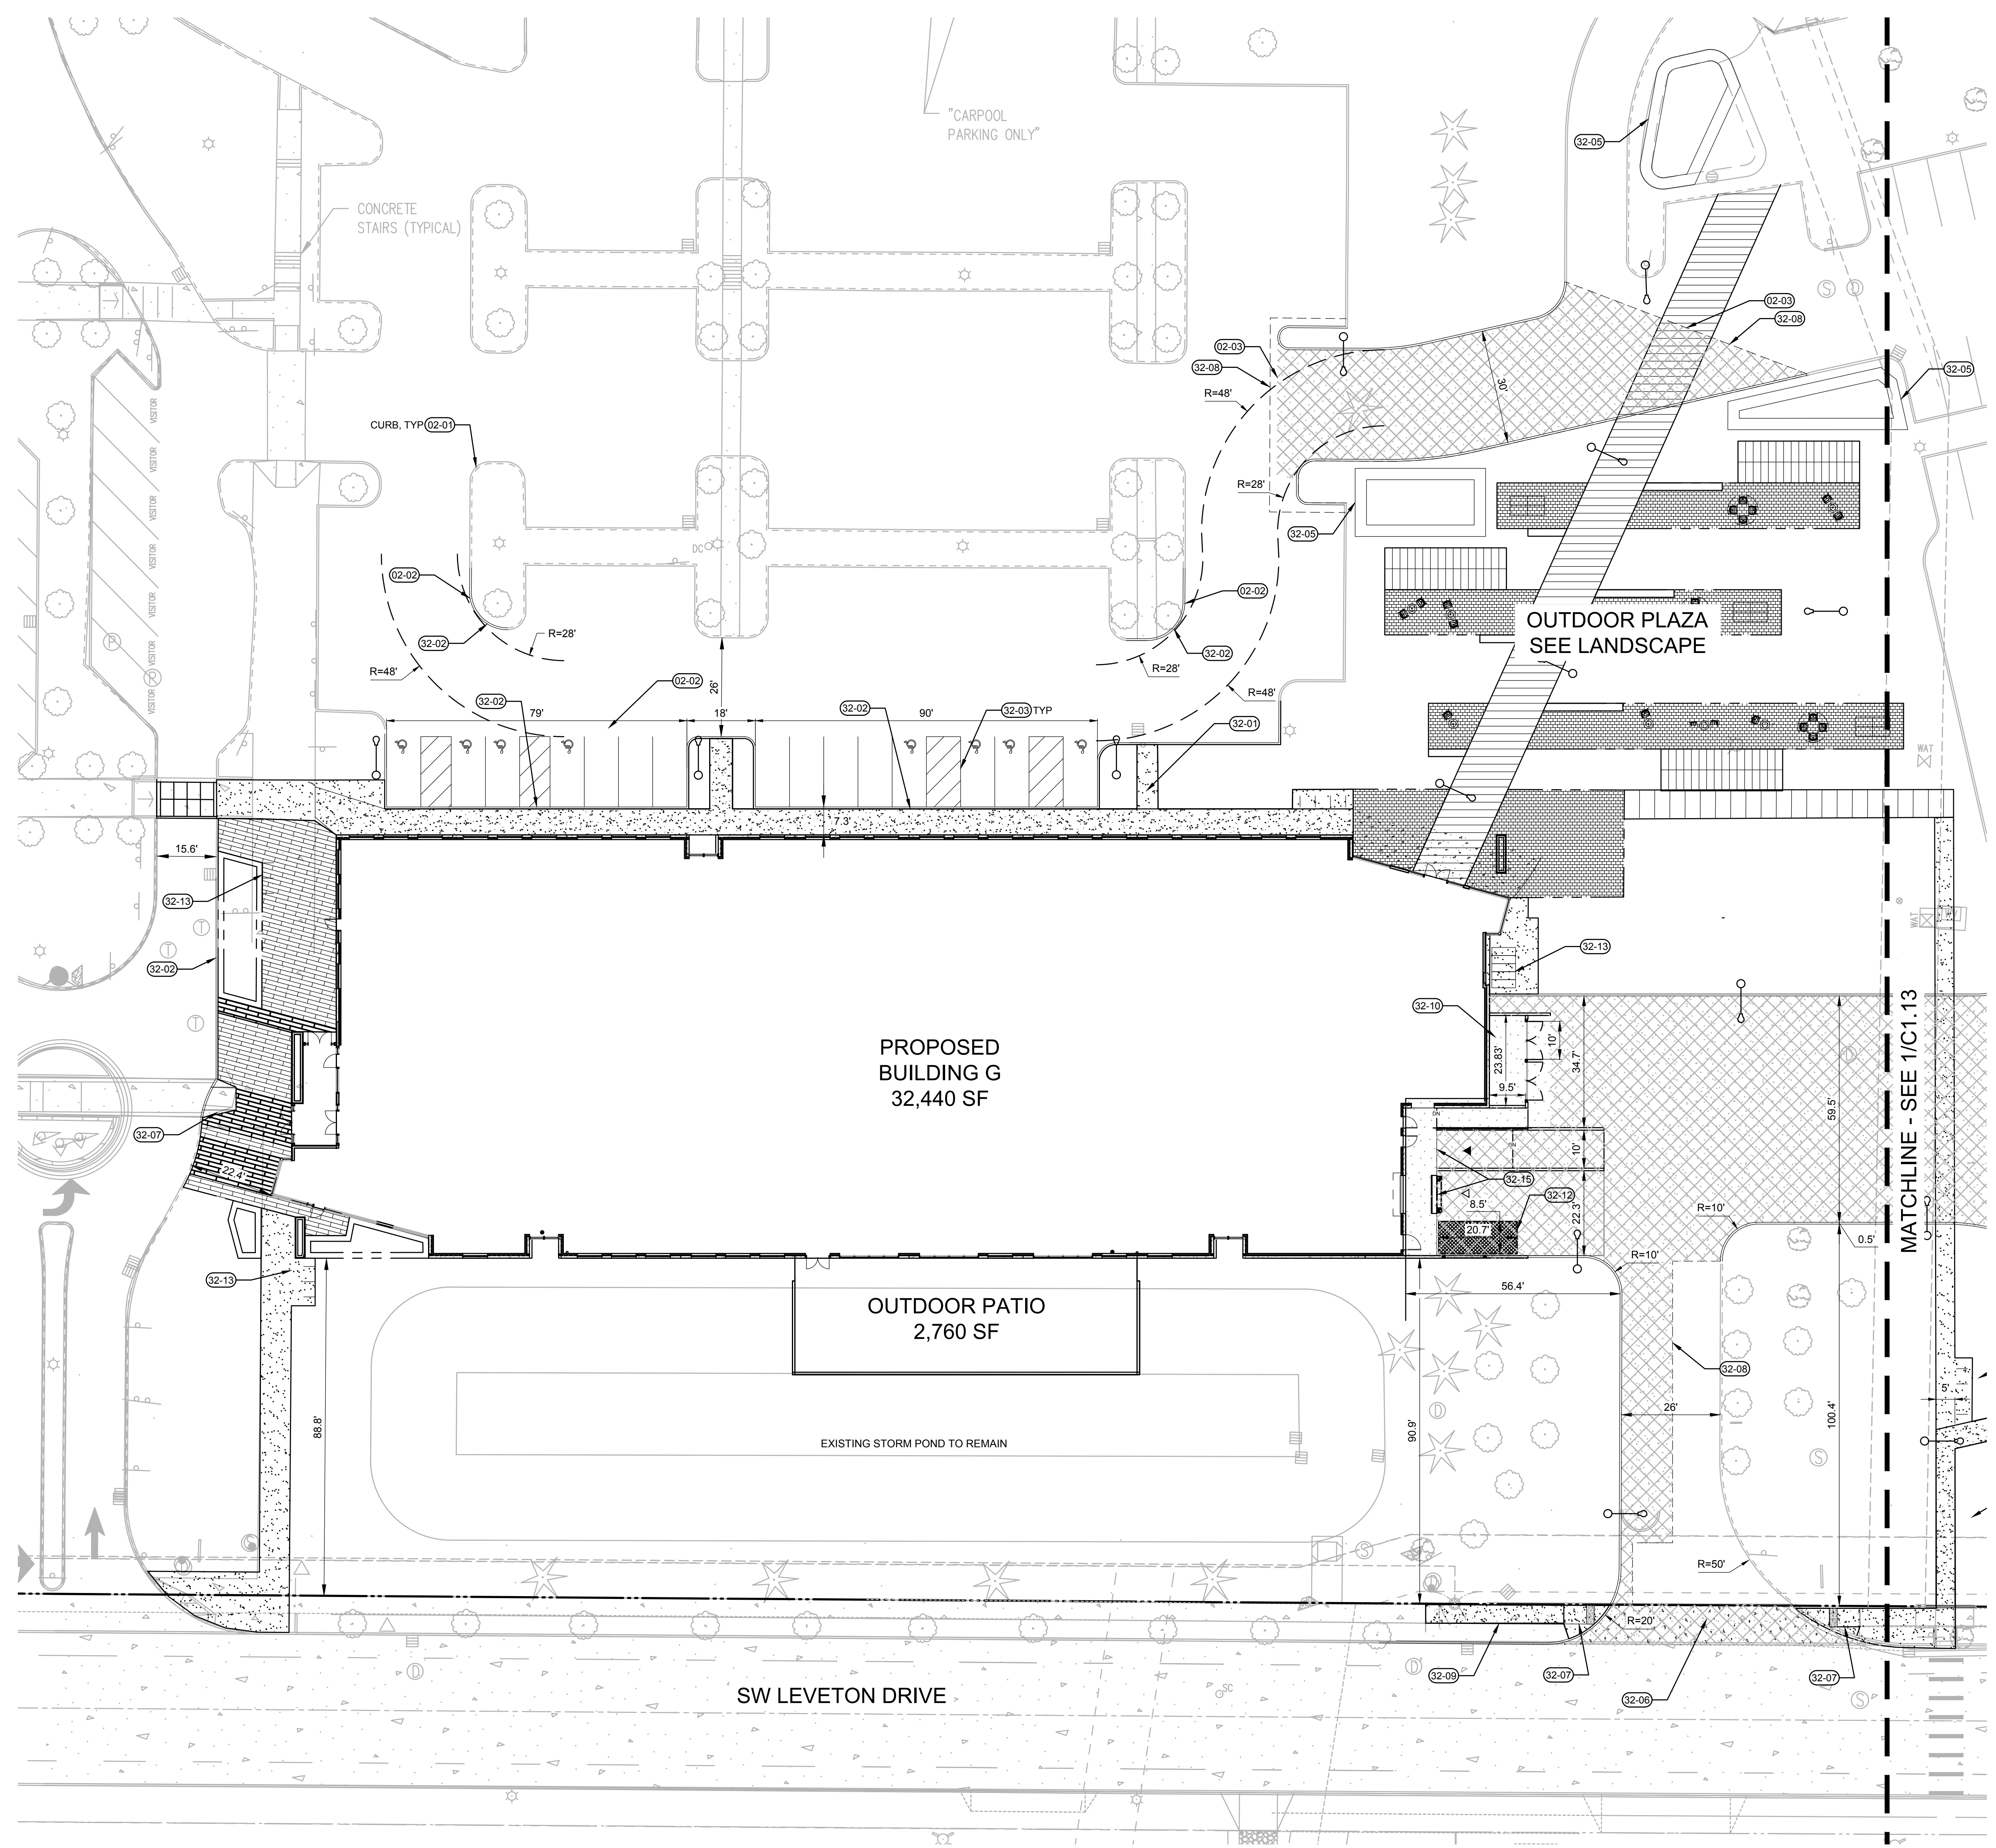 "CARPOOL
PARKING ONLY"
32-05
CONCRETE
STAIRS (TYPICAL)
S
D
02-03
32-08
02-03
32-08
R=48'
30'
32-05
VISITOR
VISITOR
VISITOR
VISITOR
VISITOR
VISITOR
VISITOR
CURB, TYP 02-01
R=28'
32-05
DC
02-02
02-02
32-02
R=28'
32-02
R=28'
P
P
OUTDOOR PLAZA
SEE LANDSCAPE
R=48'
26'
02-02
R=48'
32-02
79'
18'
32-02
90'
32-03 TYP
32-01
WAT
7.3'
15.6'
32-13
T
T
32-02
T
WAT
32-13
32-10
D
PROPOSED
BUILDING G
32,440 SF
23.83'
10'
34.7'
9.5'
59.5'
MATCHLINE - SEE 1/C1.13
DN
DN
10'
32-07
22.4'
32-15
32-12
8.5'
20.7'
22.3'
R=10'
0.5'
R=10'
32-13
56.4'
OUTDOOR PATIO
2,760 SF
32-08
88.8'
90.9'
D
26'
100.4'
5'
EXISTING STORM POND TO REMAIN
S
S
D
R=50'
R=20'
32-09
32-07
32-06
32-07
D
D
S
SC
SW LEVETON DRIVE